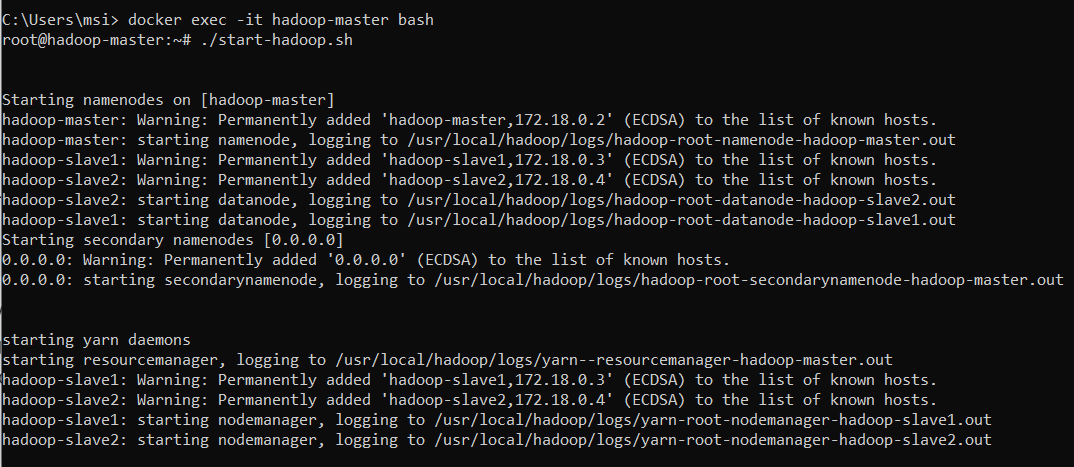 C:\Users\msi> docker exec -it hadoop-master bash
root@hadoop-master:~# ./start-hadoop.sh
Starting namenodes on [hadoop-master]
hadoop-master: Warning: Permanently added 'hadoop-master,172.18.0.2' (ECDSA) to the list of known hosts.
hadoop-master: starting namenode, logging to /usr/local/hadoop/logs/hadoop-root-namenode-hadoop-master.out
hadoop-slave1: Warning: Permanently added 'hadoop-slave1,172.18.0.3' (ECDSA) to the list of known hosts.
hadoop-slave2: Warning: Permanently added 'hadoop-slave2,172.18.0.4' (ECDSA) to the list of known hosts.
hadoop-slave2: starting datanode, logging to /usr/local/hadoop/logs/hadoop-root-datanode-hadoop-slave2.out
hadoop-slave1: starting datanode, logging to /usr/local/hadoop/logs/hadoop-root-datanode-hadoop-slave1.out
Starting secondary namenodes [0.0.0.0]
0.0.0.0: Warning: Permanently added '0.0.0.0' (ECDSA) to the list of known hosts.
0.0.0.0: starting secondarynamenode, logging to /usr/local/hadoop/logs/hadoop-root-secondarynamenode-hadoop-master.out
starting yarn daemons
starting resourcemanager, logging to /usr/local/hadoop/logs/yarn--resourcemanager-hadoop-master.out
hadoop-slave1: Warning: Permanently added 'hadoop-slave1,172.18.0.3' (ECDSA) to the list of known hosts.
hadoop-slave2: Warning: Permanently added 'hadoop-slave2,172.18.0.4' (ECDSA) to the list of known hosts.
hadoop-slave1: starting nodemanager, logging to /usr/local/hadoop/logs/yarn-root-nodemanager-hadoop-slave1.out
hadoop-slave2: starting nodemanager, logging to /usr/local/hadoop/logs/yarn-root-nodemanager-hadoop-slave2.out